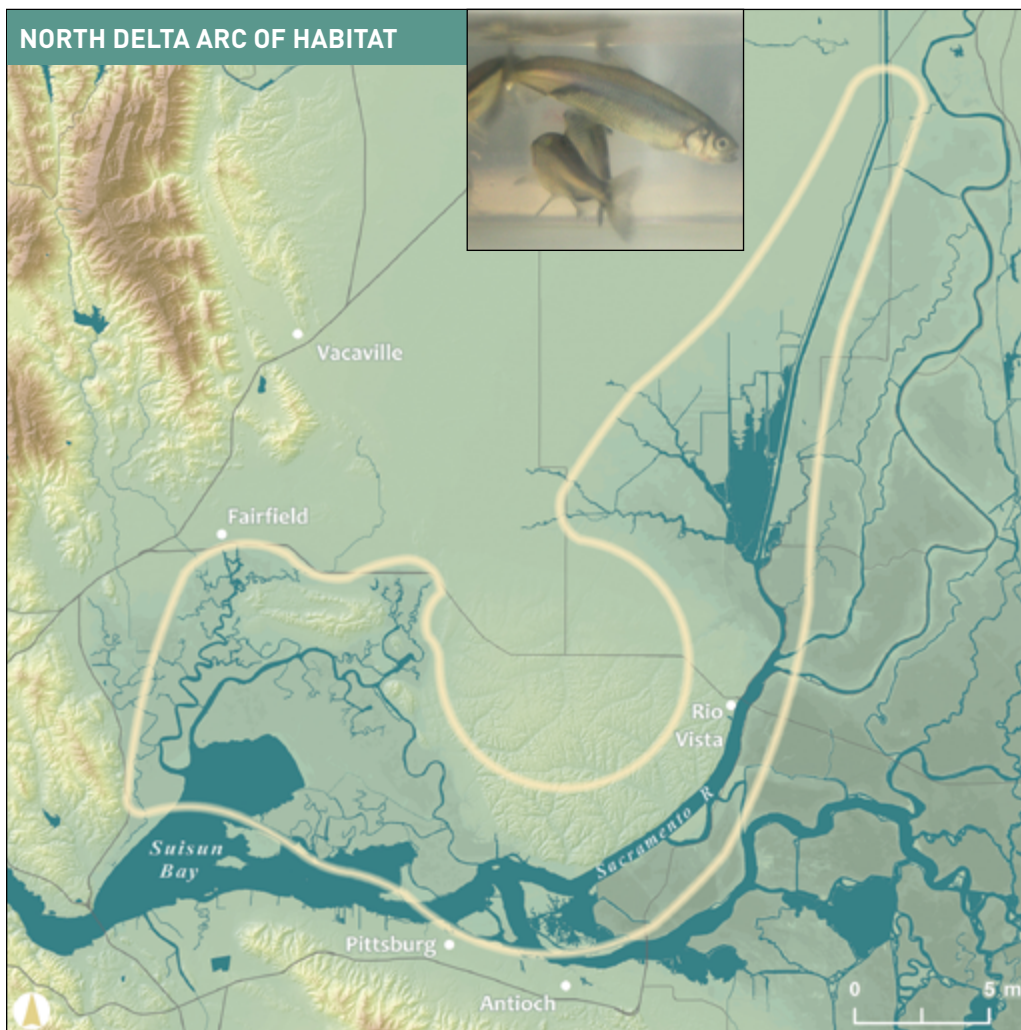 NORTH DELTA ARC OF HABITAT
Vacaville
Fairfield
Rio
Vista
Sacramento R
Suisun
Bay
Pittsburg
Antioch
0
5 m